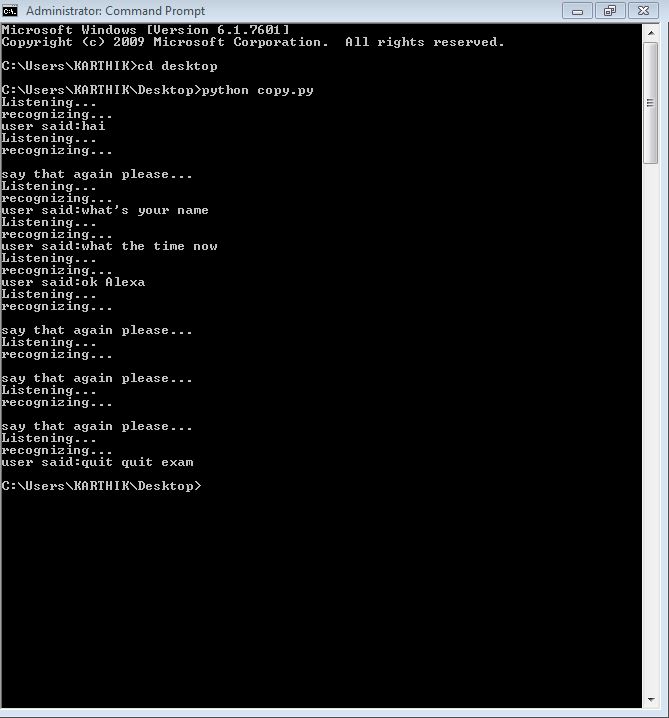 Administrator: Command Prompt
Microsoft Windows [Version 6.1.7601]
Copyright (c) 2009 Microsoft Corporation.  All rights reserved.
C:\Users\KARTHIK>cd desktop
C:\Users\KARTHIK\Desktop>python copy.py
Listening...
recognizing...
user said:hai
Listening...
recognizing...
say that again please...
Listening...
recognizing...
user said:what's your name
Listening...
recognizing...
user said:what the time now
Listening...
recognizing...
user said:ok Alexa
Listening...
recognizing...
say that again please...
Listening...
recognizing...
say that again please...
Listening...
recognizing...
say that again please...
Listening...
recognizing...
user said:quit quit exam
C:\Users\KARTHIK\Desktop>